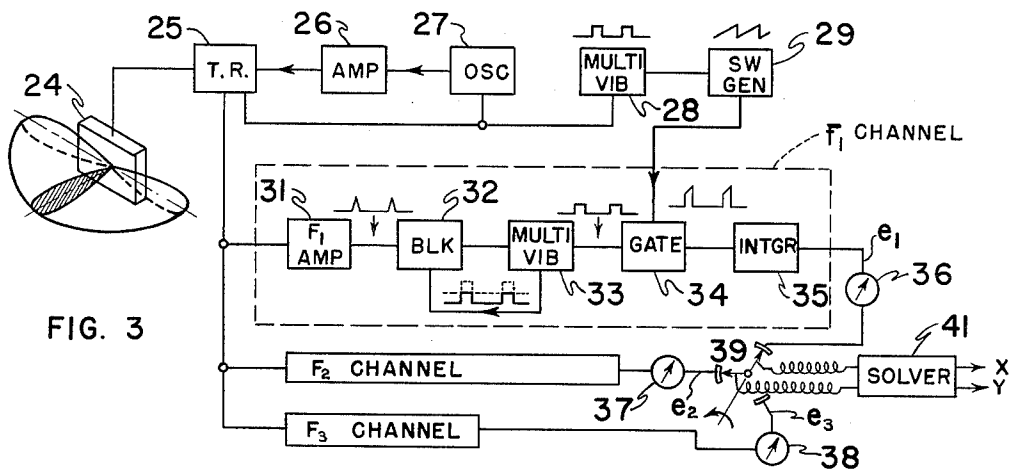 25
26
27
28
29
24
T.R.
AMP
OSC
MULTI
VIB
SW
GEN
F₁ CHANNEL
31
32
F₁
AMP
BLK
MULTI
VIB
33
GATE
34
INTGR
35
e₁
36
FIG. 3
F₂ CHANNEL
37
e₂
39
41
SOLVER
X
Y
F₃ CHANNEL
e₃
38